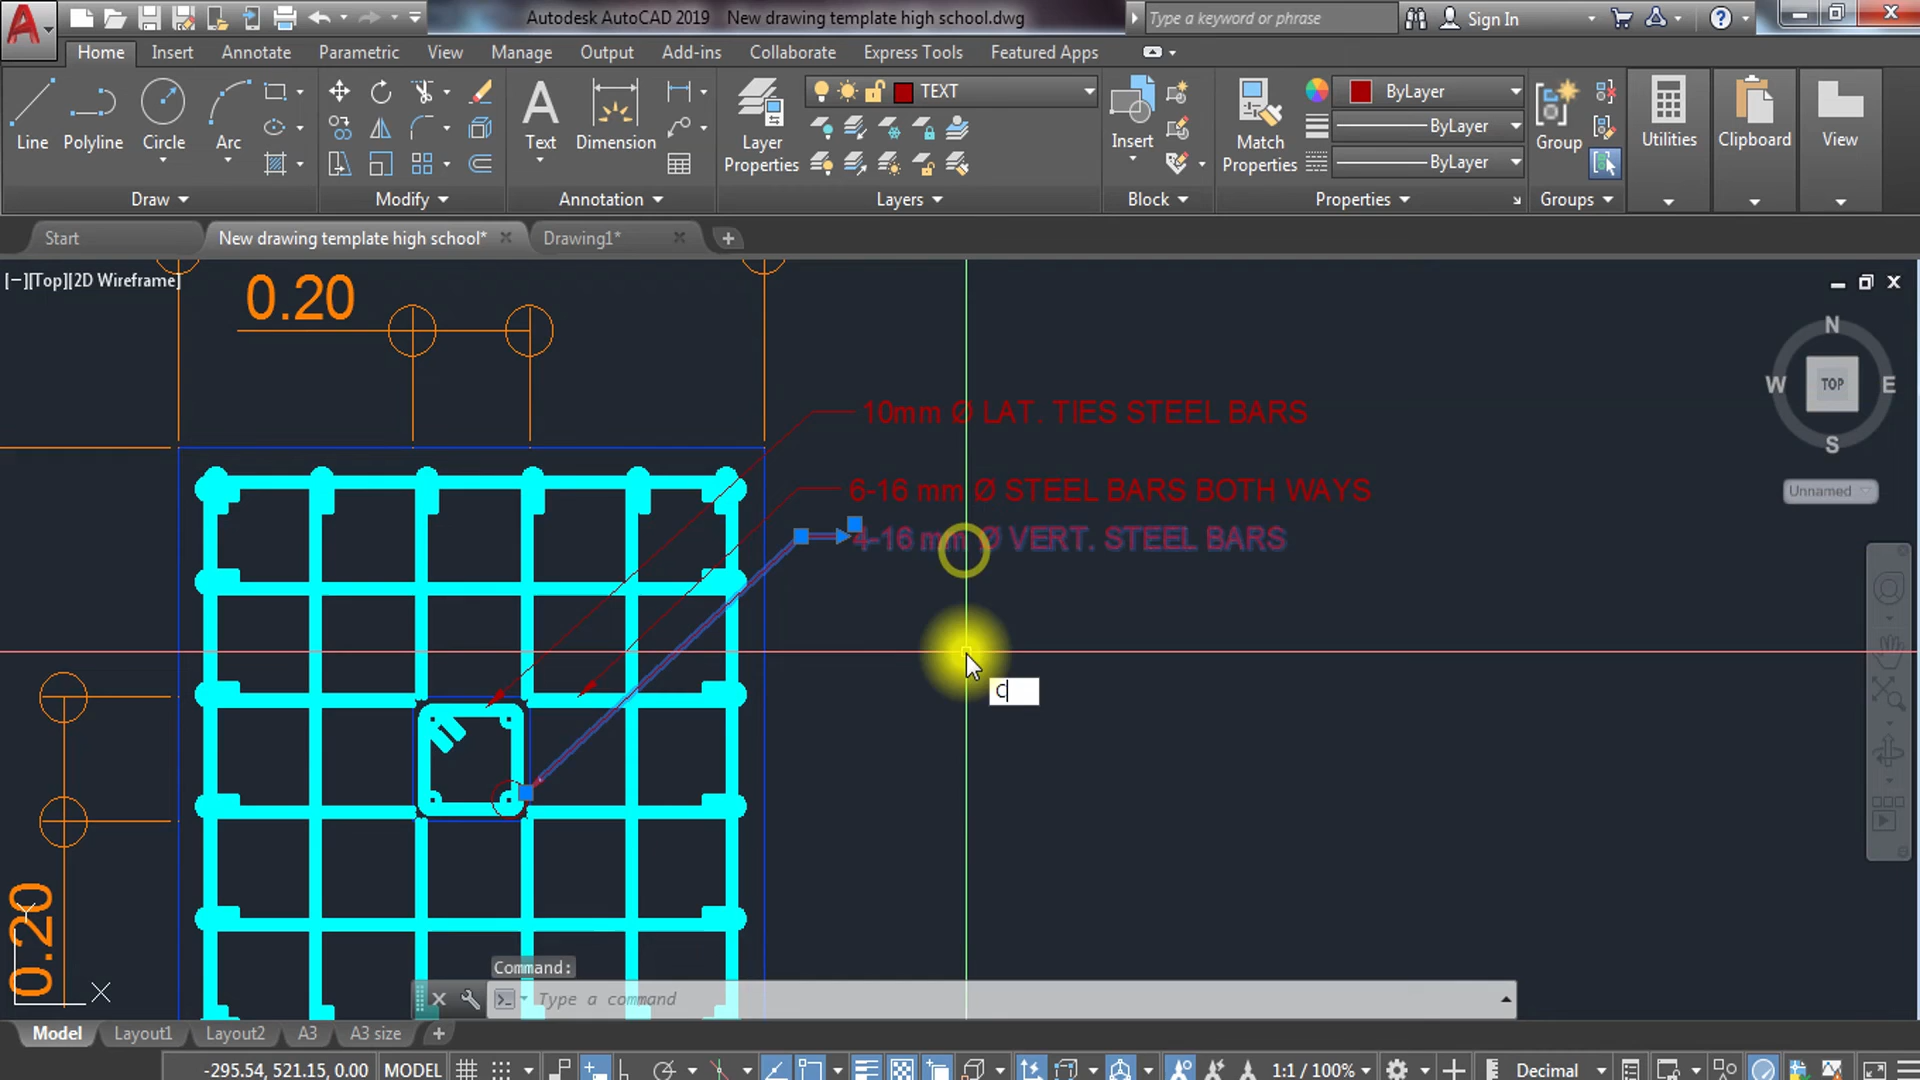 Autodesk AutoCAD 2019 New drawing template high school.dwg
Type a keyword or phrase
Sign In
Home Insert Annotate Parametric View Manage Output Add-ins Collaborate Express Tools Featured Apps
Line Polyline Circle Arc
Text Dimension
Layer Properties
TEXT
Insert
Match Properties
ByLayer
ByLayer
ByLayer
Group
Utilities Clipboard View
Draw Modify Annotation Layers Block Properties Groups
Start New drawing template high school* Drawing1*
[−][Top][2D Wireframe]
0.20
N
W TOP E
S
Unnamed
10mm Ø LAT. TIES STEEL BARS
6-16 mm Ø STEEL BARS BOTH WAYS
4-16 mm Ø VERT. STEEL BARS
C
0.20
Y
X
Command:
Type a command
Model Layout1 Layout2 A3 A3 size
-295.54, 521.15, 0.00 MODEL 1:1 / 100% Decimal